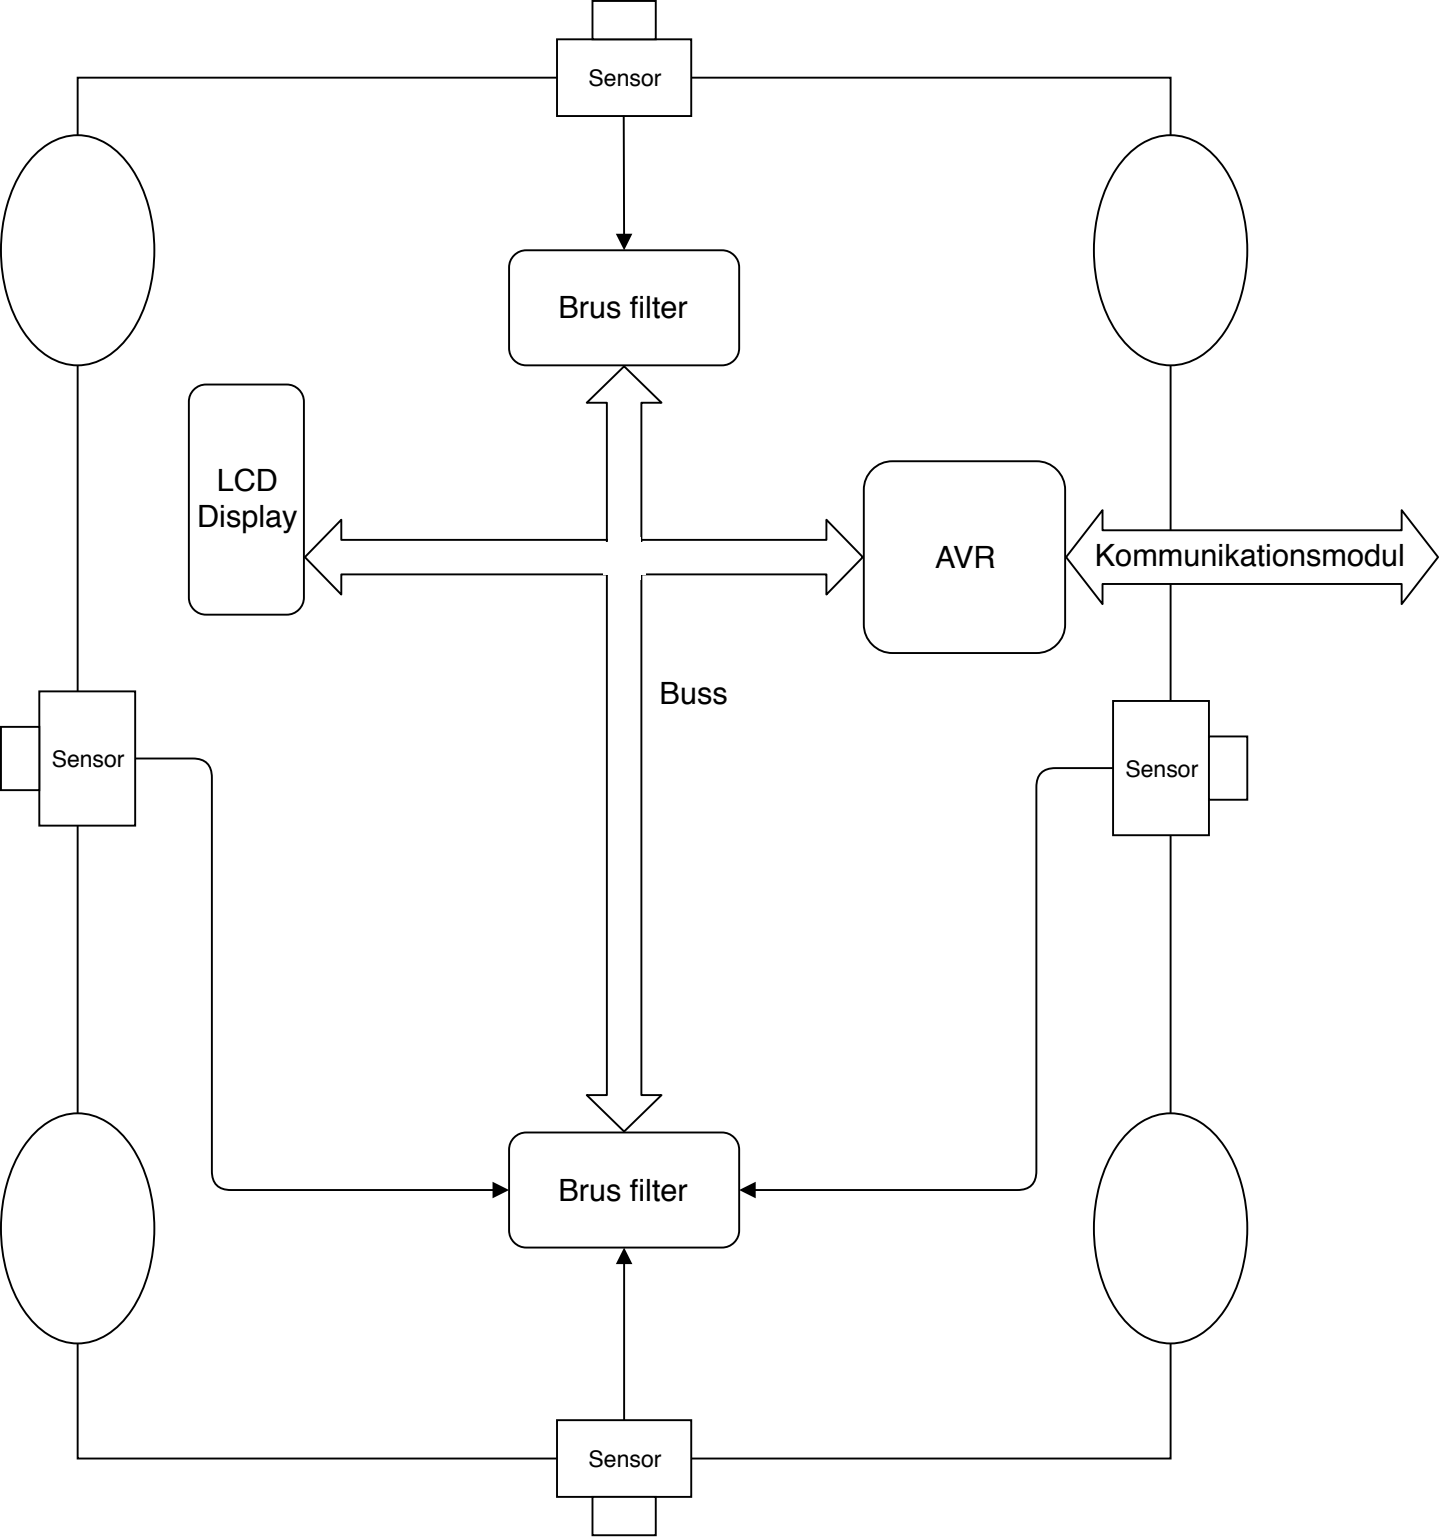 Sensor
Brus filter
LCD
Display
AVR
Kommunikationsmodul
Buss
Sensor
Sensor
Brus filter
Sensor